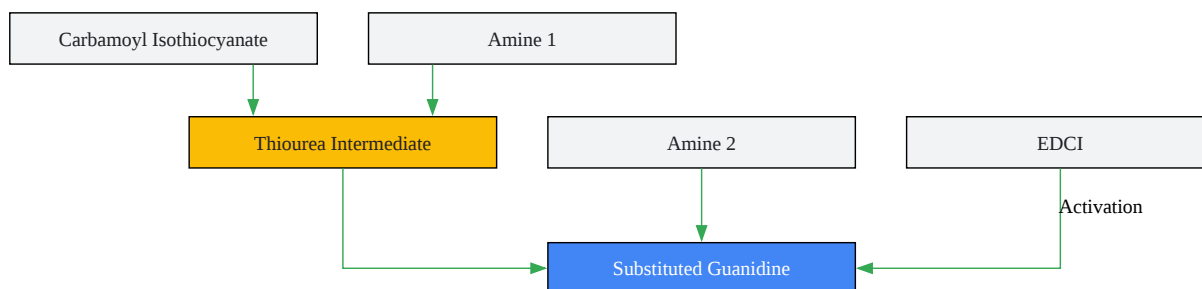 Carbamoyl Isothiocyanate
Amine 1
Thiourea Intermediate
Amine 2
EDCI
Activation
Substituted Guanidine